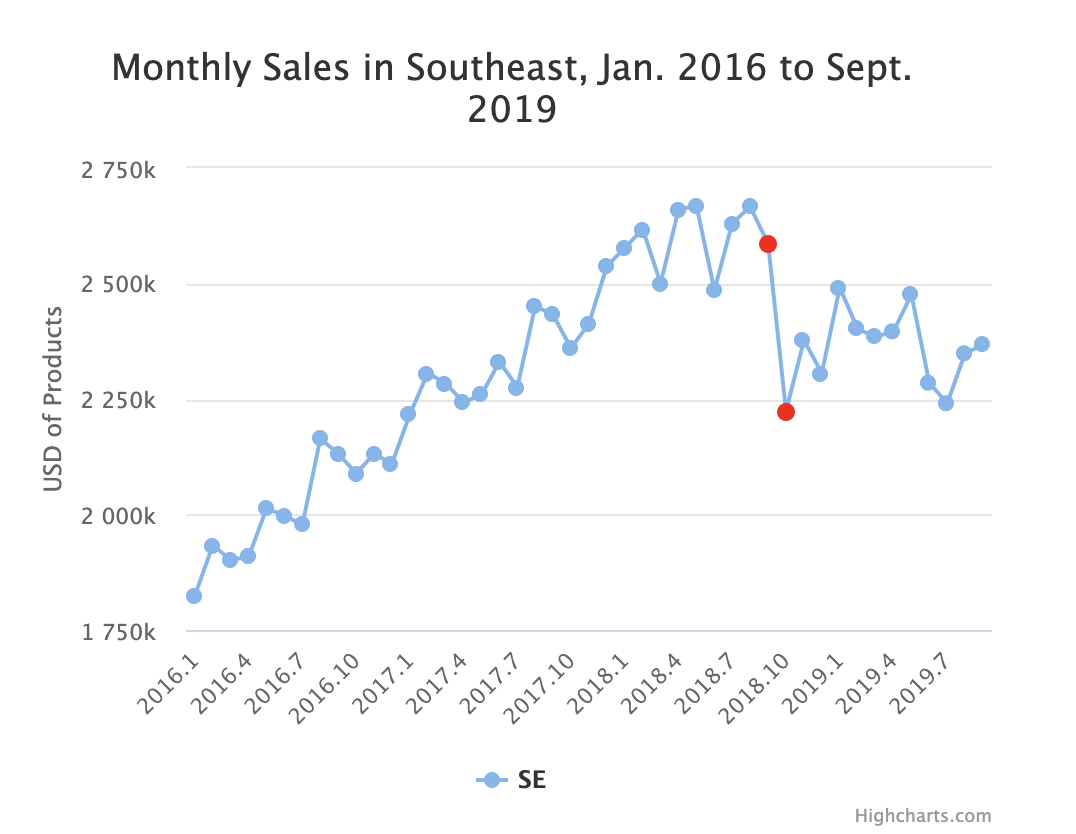 Monthly Sales in Southeast, Jan. 2016 to Sept.
2019
USD of Products
2 750k
2 500k
2 250k
2 000k
1 750k
2016.1
2016.4
2016.7
2016.10
2017.1
2017.4
2017.7
2017.10
2018.1
2018.4
2018.7
2018.10
2019.1
2019.4
2019.7
SE
Highcharts.com